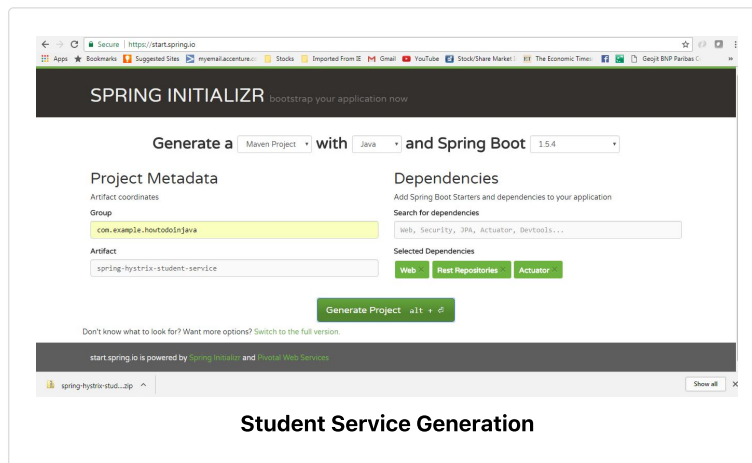 Secure | https://start.spring.io
Apps Bookmarks Suggested Sites myemail.accenture.c Stocks Imported From IE Gmail YouTube Stock/Share Market The Economic Times Geojit BNP Paribas
SPRING INITIALIZR bootstrap your application now
Generate a Maven Project with Java and Spring Boot 1.5.4
Project Metadata
Artifact coordinates
Group
com.example.howtodoinjava
Artifact
spring-hystrix-student-service
Dependencies
Add Spring Boot Starters and dependencies to your application
Search for dependencies
Web, Security, JPA, Actuator, Devtools...
Selected Dependencies
Web × Rest Repositories × Actuator ×
Generate Project alt + ⏎
Don't know what to look for? Want more options? Switch to the full version.
start.spring.io is powered by Spring Initializr and Pivotal Web Services
spring-hystrix-stud....zip
Show all
Student Service Generation